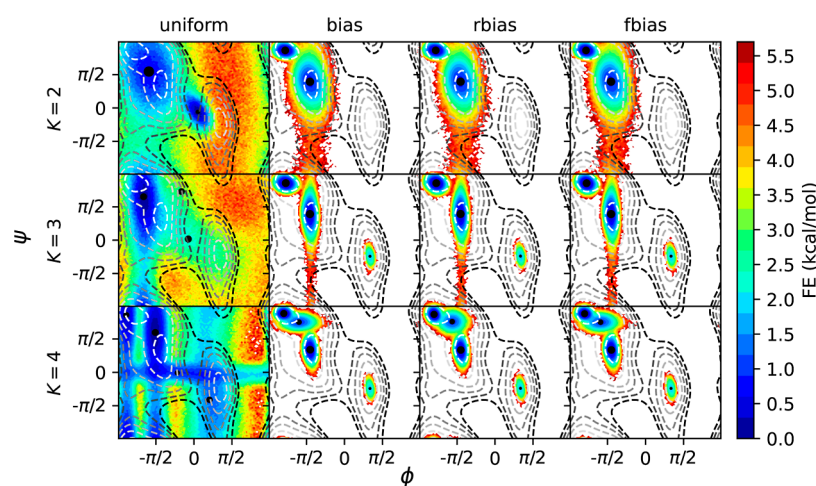 uniform bias rbias fbias
5.5
5.0
4.5
4.0
3.5
3.0
2.5
2.0
1.5
1.0
0.5
0.0
FE (kcal/mol)
ψ
K = 2
π/2
0
-π/2
K = 3
π/2
0
-π/2
K = 4
π/2
0
-π/2
-π/2 0 π/2 -π/2 0 π/2 -π/2 0 π/2 -π/2 0 π/2
ϕ